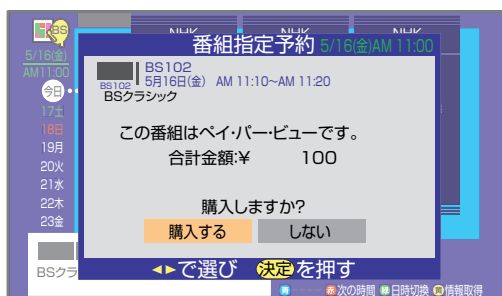 BS
NHK NHK NHK
番組指定予約 5/16(金)AM 11:00
5/16(金)
AM11:00
BS102
BS102 5月16日(金) AM 11:10~AM 11:20
BSクラシック
今日
17土
18日
19月
20火
21水
22木
23金
この番組はペイ・パー・ビューです。
合計金額:¥ 100
購入しますか?
購入する しない
◀▶で選び 決定を押す
BSクラ
青 赤 次の時間 緑 日時切換 黄 情報取得